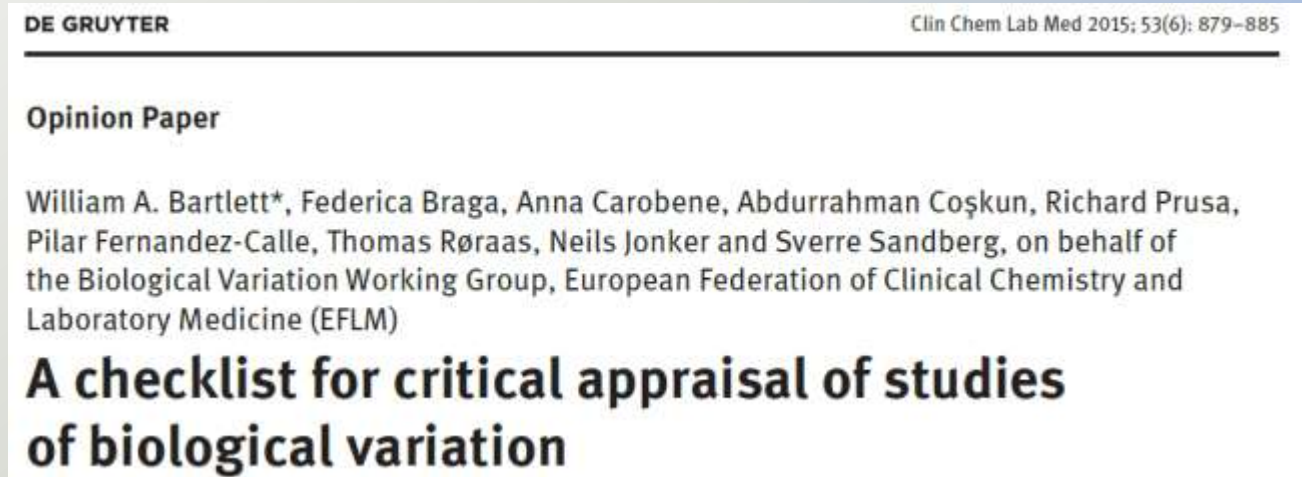 DE GRUYTER
Clin Chem Lab Med 2015; 53(6): 879–885
Opinion Paper
William A. Bartlett*, Federica Braga, Anna Carobene, Abdurrahman Coşkun, Richard Prusa,
Pilar Fernandez-Calle, Thomas Røraas, Neils Jonker and Sverre Sandberg, on behalf of
the Biological Variation Working Group, European Federation of Clinical Chemistry and
Laboratory Medicine (EFLM)
A checklist for critical appraisal of studies
of biological variation